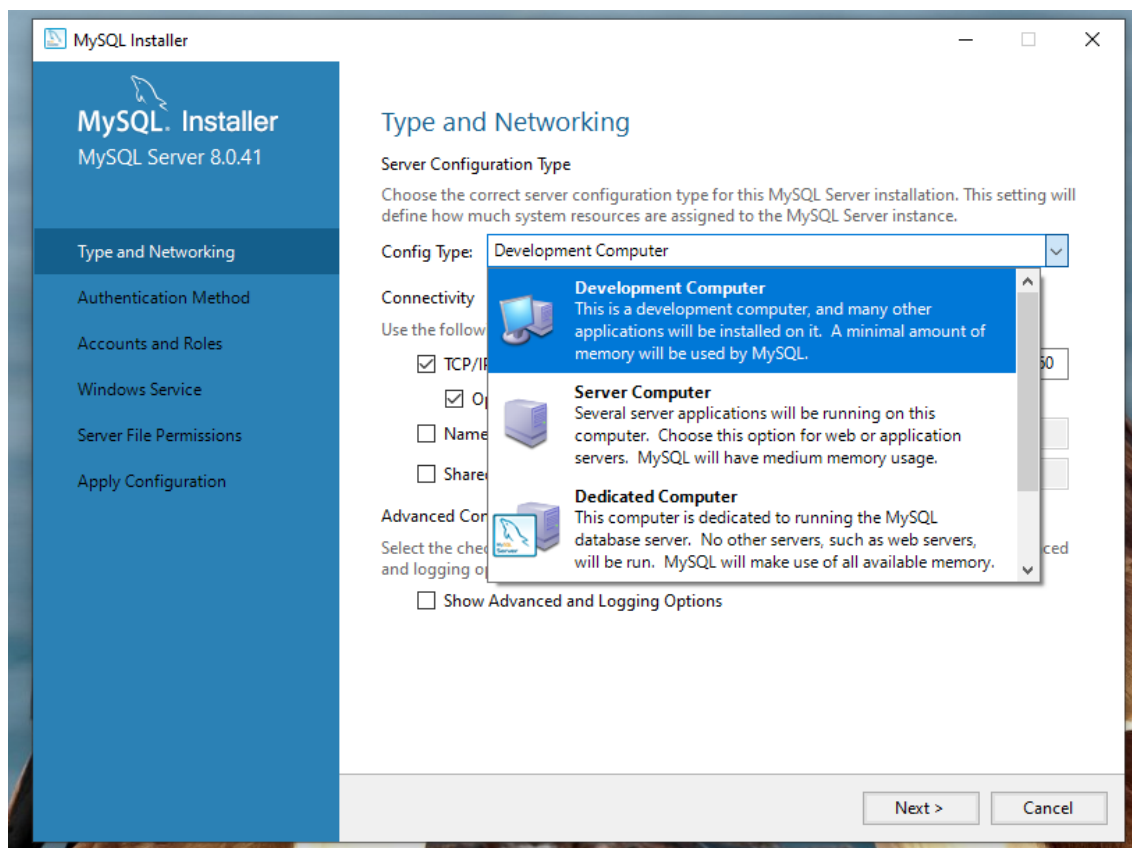 MySQL Installer
MySQL. Installer
MySQL Server 8.0.41
Type and Networking
Authentication Method
Accounts and Roles
Windows Service
Server File Permissions
Apply Configuration
Type and Networking
Server Configuration Type
Choose the correct server configuration type for this MySQL Server installation. This setting will
define how much system resources are assigned to the MySQL Server instance.
Config Type: Development Computer
Development Computer
This is a development computer, and many other
applications will be installed on it. A minimal amount of
memory will be used by MySQL.
Server Computer
Several server applications will be running on this
computer. Choose this option for web or application
servers. MySQL will have medium memory usage.
Dedicated Computer
This computer is dedicated to running the MySQL
database server. No other servers, such as web servers,
will be run. MySQL will make use of all available memory.
Connectivity
Use the follow
TCP/IP
Name
Share
Advanced Con
Select the chec
and logging o
Show Advanced and Logging Options
Next >
Cancel